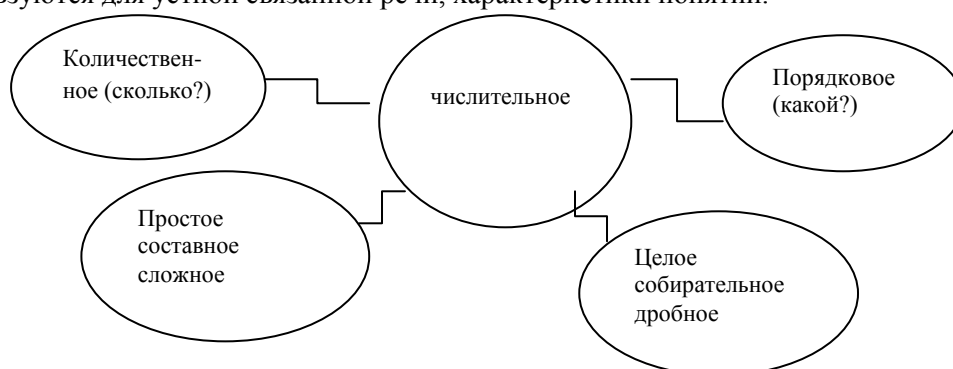 зуются для устной связанной речи, характеристики понятий.
Количествен-
ное (сколько?)
числительное
Порядковое
(какой?)
Простое
составное
сложное
Целое
собирательное
дробное